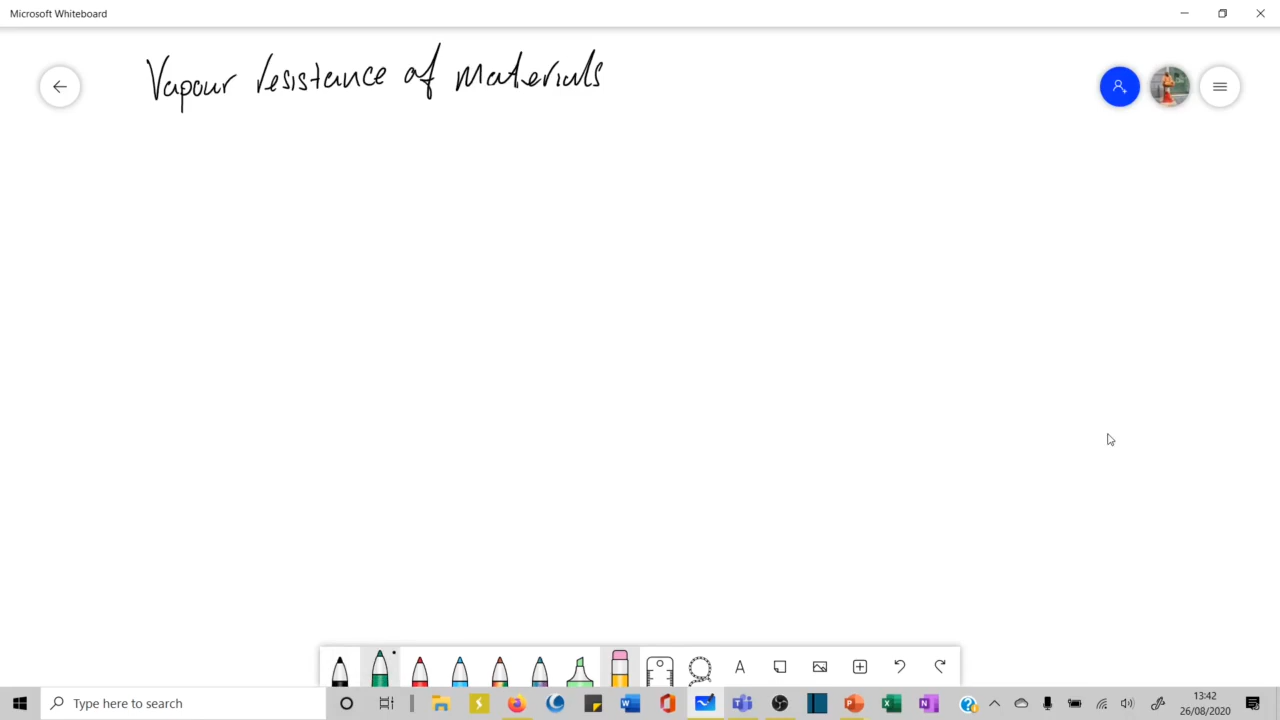 Microsoft Whiteboard
Vapour resistance of materials
A
Type here to search
13:42
26/08/2020